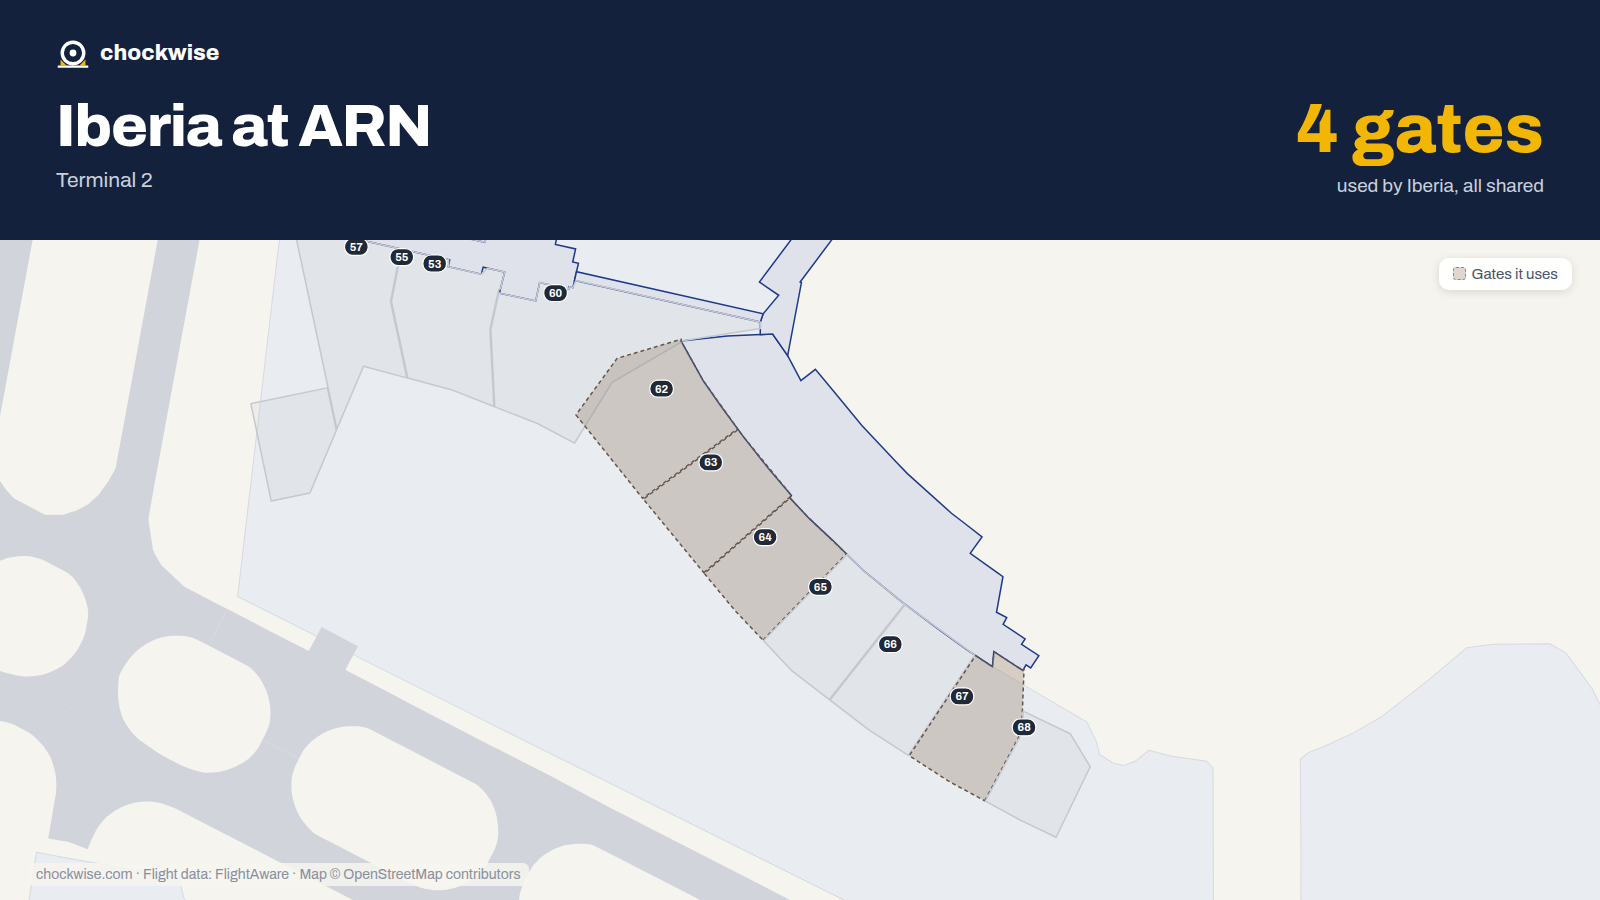 chockwise
Iberia at ARN
Terminal 2
4 gates
used by Iberia, all shared
Gates it uses
57
55
53
60
62
63
64
65
66
67
68
chockwise.com · Flight data: FlightAware · Map © OpenStreetMap contributors